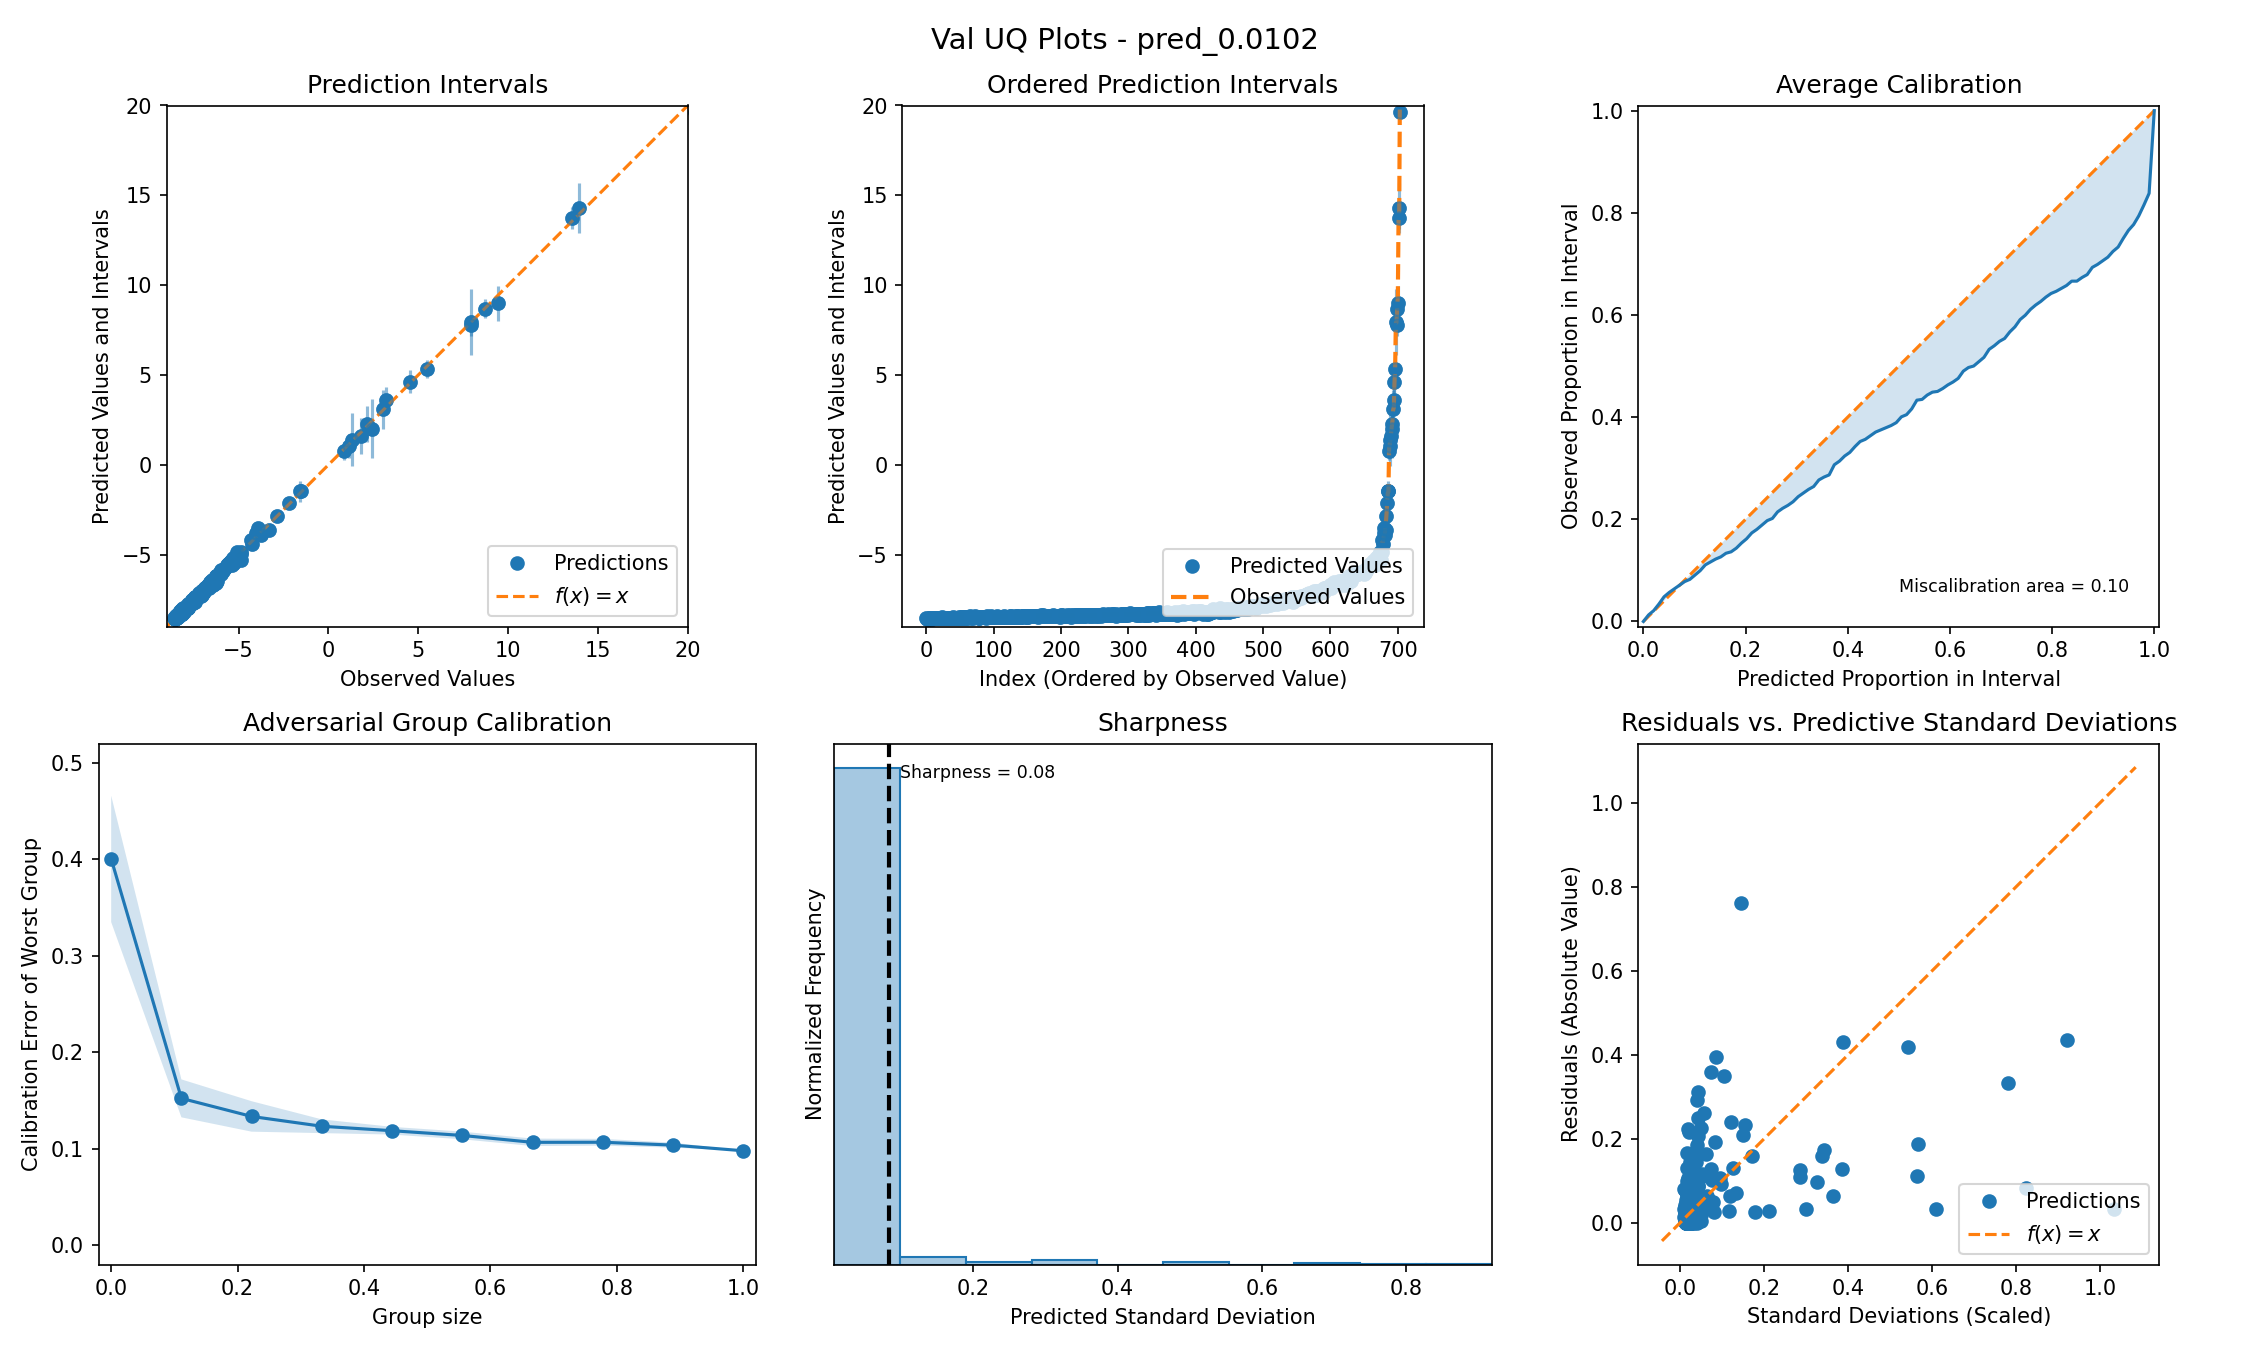 Val UQ Plots - pred_0.0102
Prediction Intervals
Predicted Values and Intervals
20
15
10
5
0
−5
−5 0 5 10 15 20
Observed Values
Predictions
f(x) = x
Ordered Prediction Intervals
Predicted Values and Intervals
20
15
10
5
0
−5
0 100 200 300 400 500 600 700
Index (Ordered by Observed Value)
Predicted Values
Observed Values
Average Calibration
Observed Proportion in Interval
1.0
0.8
0.6
0.4
0.2
0.0
0.0 0.2 0.4 0.6 0.8 1.0
Predicted Proportion in Interval
Miscalibration area = 0.10
Adversarial Group Calibration
Calibration Error of Worst Group
0.5
0.4
0.3
0.2
0.1
0.0
0.0 0.2 0.4 0.6 0.8 1.0
Group size
Sharpness
Normalized Frequency
Sharpness = 0.08
0.2 0.4 0.6 0.8
Predicted Standard Deviation
Residuals vs. Predictive Standard Deviations
Residuals (Absolute Value)
1.0
0.8
0.6
0.4
0.2
0.0
0.0 0.2 0.4 0.6 0.8 1.0
Standard Deviations (Scaled)
Predictions
f(x) = x